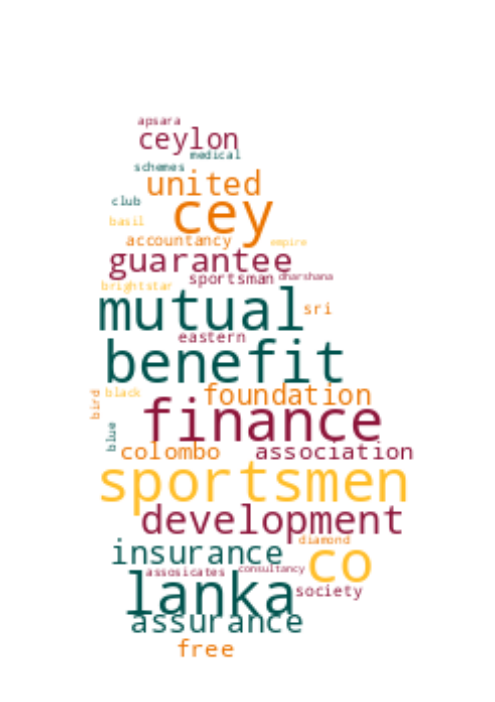 apsara
ceylon
medical
schemes
united
club
cey
basil
accountancy
empire
guarantee
sportsman
dharshana
brightstar
mutual
sri
eastern
benefit
bird
black
foundation
finance
blue
colombo
association
sportsmen
development
diamond
insurance
co
assosicates
consultancy
lanka
society
assurance
free